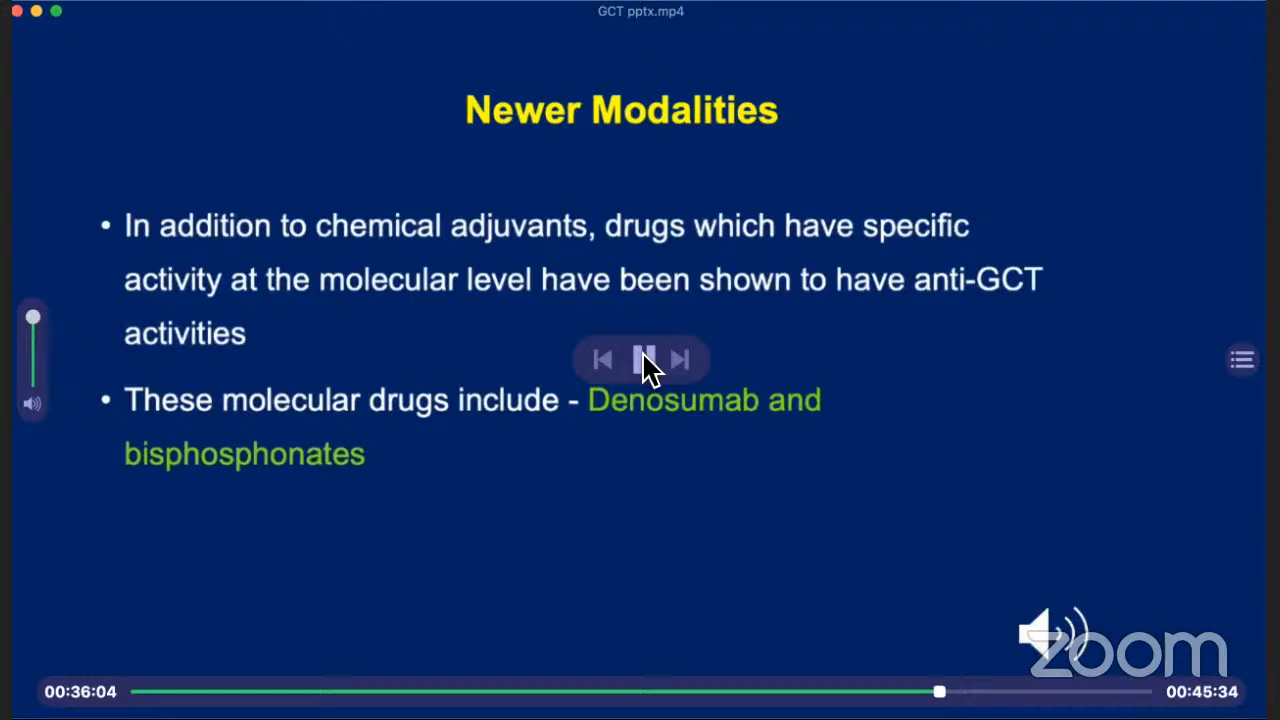 GCT pptx.mp4
Newer Modalities
• In addition to chemical adjuvants, drugs which have specific
activity at the molecular level have been shown to have anti-GCT
activities
• These molecular drugs include - Denosumab and
bisphosphonates
zoom
00:36:04
00:45:34